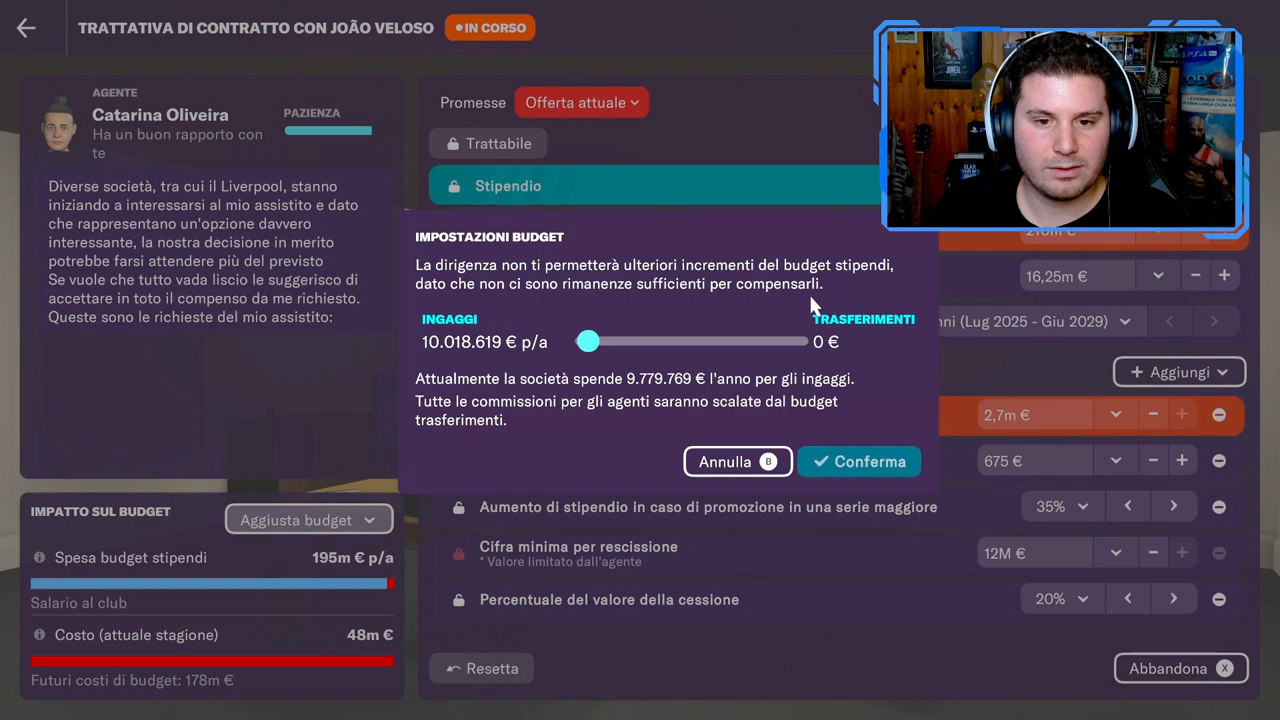 TRATTATIVA DI CONTRATTO CON JOÃO VELOSO
IN CORSO
AGENTE
Catarina Oliveira
Ha un buon rapporto con
te
PAZIENZA
Diverse società, tra cui il Liverpool, stanno
iniziando a interessarsi al mio assistito e dato
che rappresentano un'opzione davvero
interessante, la nostra decisione in merito
potrebbe farsi attendere più del previsto
Se vuole che tutto vada liscio le suggerisco di
accettare in toto il compenso da me richiesto.
Queste sono le richieste del mio assistito:
IMPATTO SUL BUDGET
Aggiusta budget
Spesa budget stipendi
195m € p/a
Salario al club
Costo (attuale stagione)
48m €
Futuri costi di budget: 178m €
Promesse
Offerta attuale
Trattabile
Stipendio
IMPOSTAZIONI BUDGET
La dirigenza non ti permetterà ulteriori incrementi del budget stipendi,
dato che non ci sono rimanenze sufficienti per compensarli.
INGAGGI
TRASFERIMENTI
10.018.619 € p/a
0 €
Attualmente la società spende 9.779.769 € l'anno per gli ingaggi.
Tutte le commissioni per gli agenti saranno scalate dal budget
trasferimenti.
Annulla B
Conferma
16,25m €
(Lug 2025 - Giu 2029)
+ Aggiungi
2,7m €
675 €
Aumento di stipendio in caso di promozione in una serie maggiore
35%
Cifra minima per rescissione
* Valore limitato dall'agente
12M €
Percentuale del valore della cessione
20%
Resetta
Abbandona X